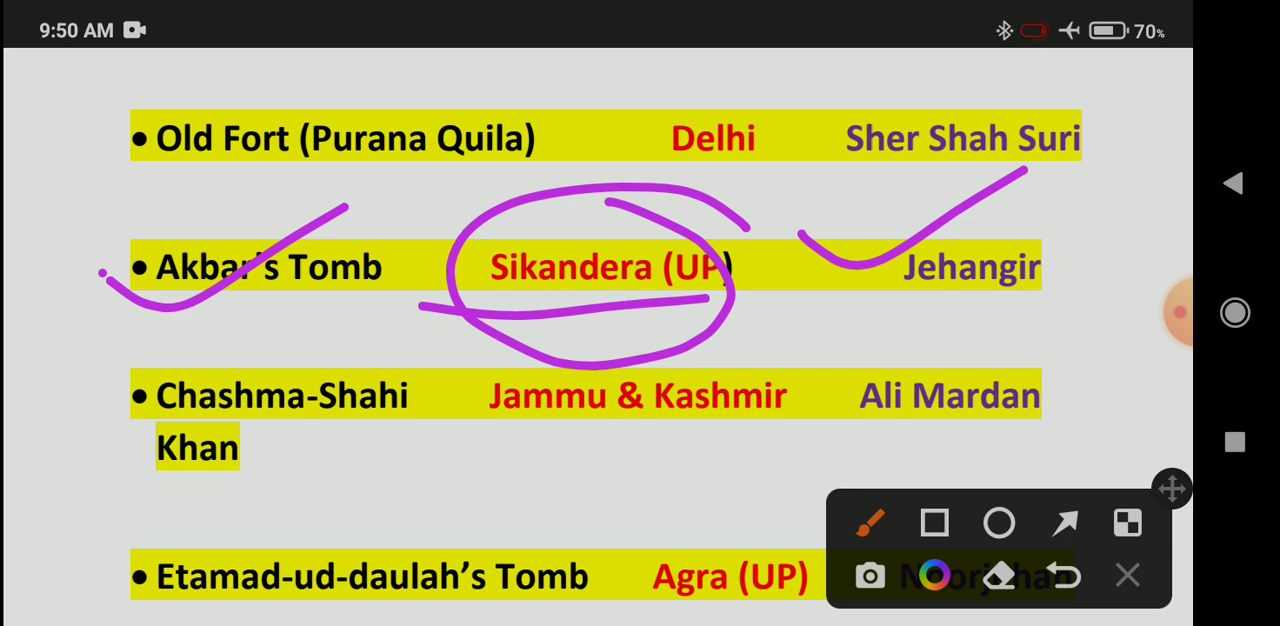 9:50 AM 70%
• Old Fort (Purana Quila) Delhi Sher Shah Suri
• Akbar's Tomb Sikandera (UP) Jehangir
• Chashma-Shahi Jammu & Kashmir Ali Mardan
Khan
• Etamad-ud-daulah’s Tomb Agra (UP)